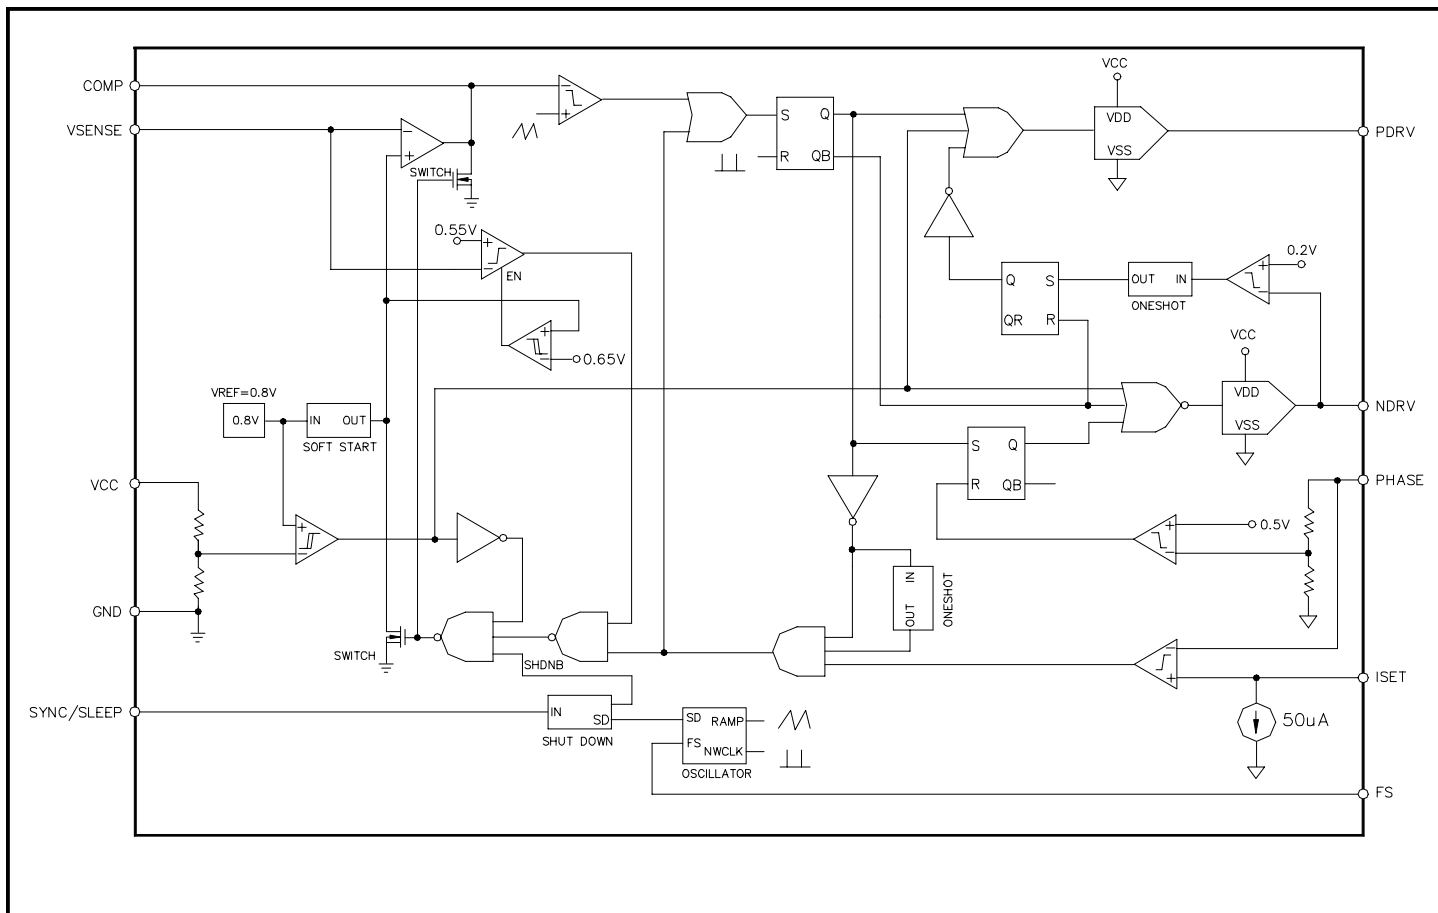 VCC
COMP
S
Q
VDD
VSENSE
R
QB
VSS
PDRV
SWITCH
0.55V
EN
0.2V
Q
S
OUT
IN
QR
R
ONESHOT
0.65V
VCC
VREF=0.8V
0.8V
IN
OUT
SOFT START
VDD
VSS
NDRV
S
Q
R
QB
VCC
PHASE
0.5V
IN
OUT
ONESHOT
GND
SWITCH
SHDNB
ISET
SYNC/SLEEP
IN
SD
SHUT DOWN
SD
RAMP
FS
NWCLK
OSCILLATOR
50uA
FS